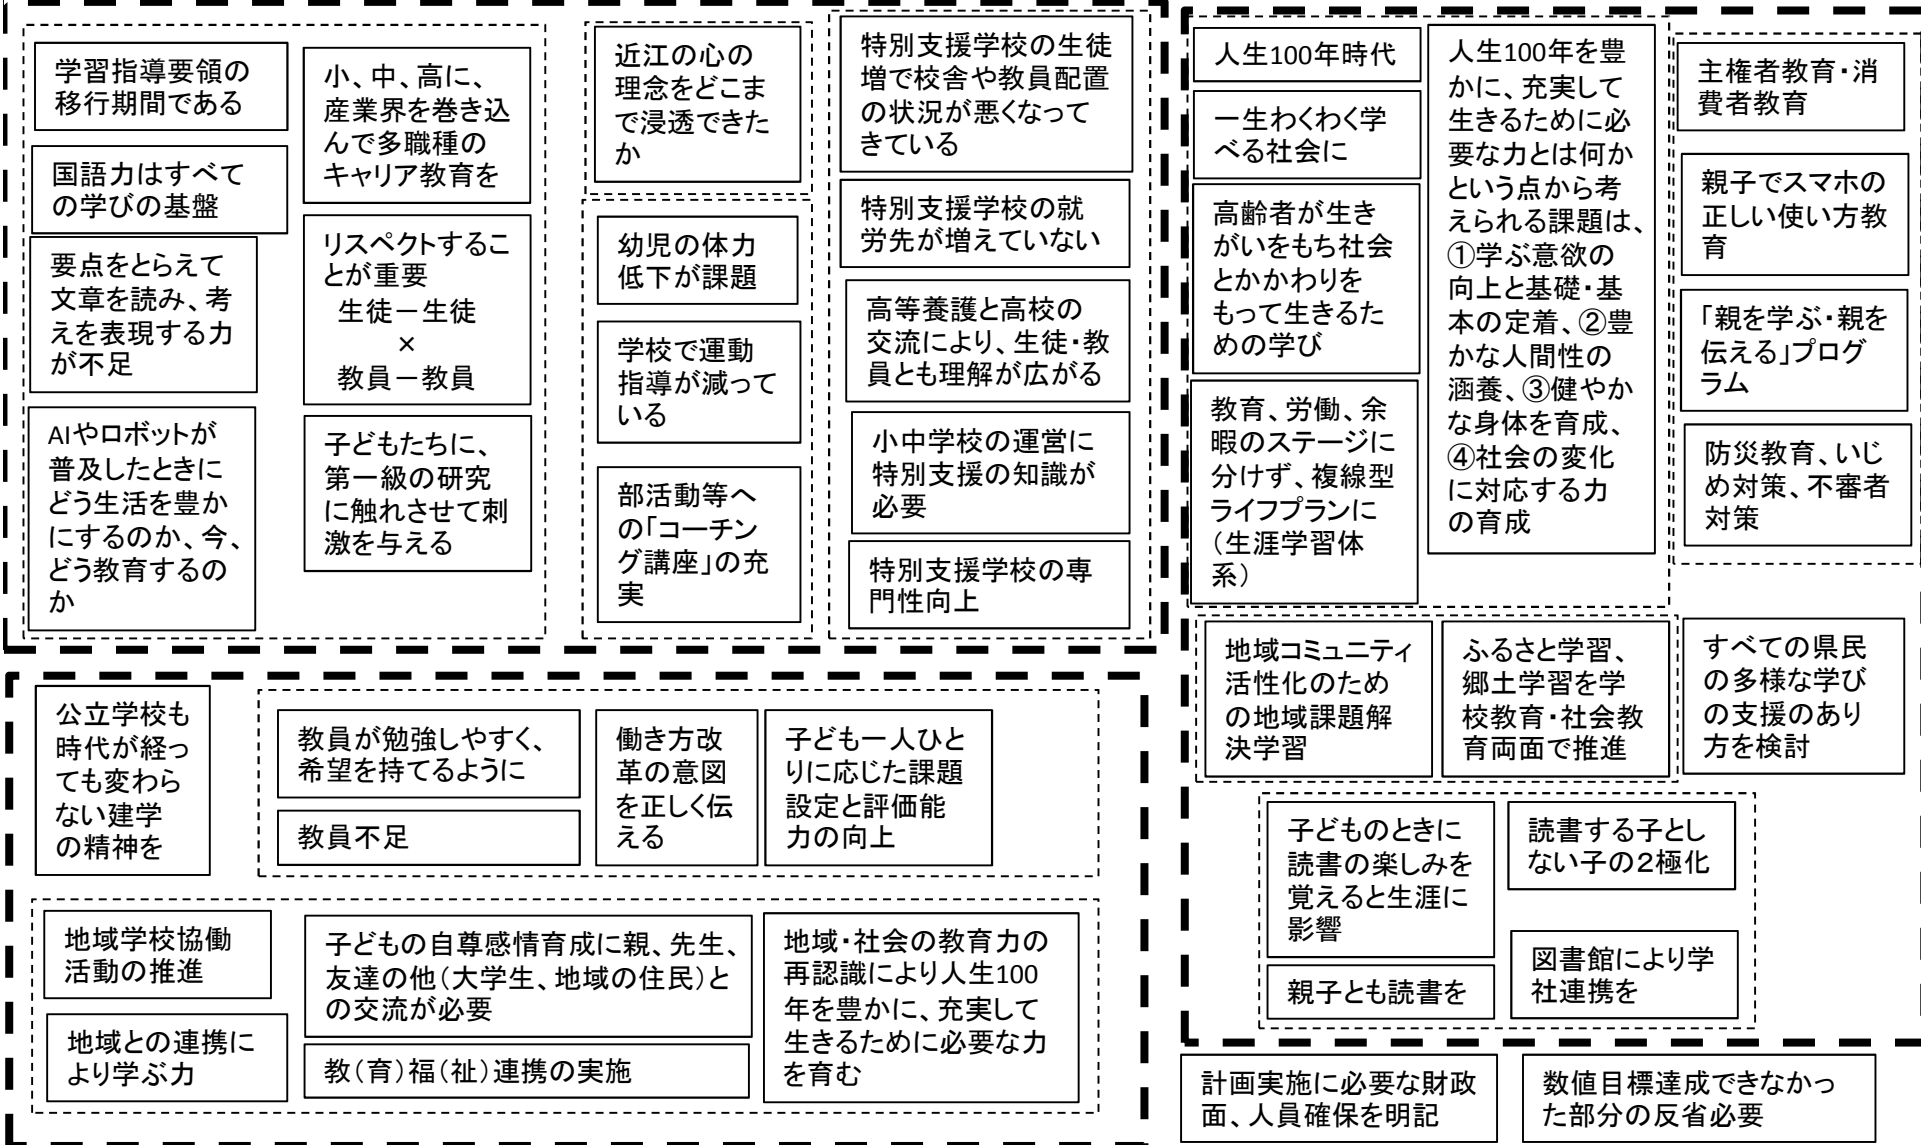 学習指導要領の
移行期間である
国語力はすべて
の学びの基盤
要点をとらえて
文章を読み、考
えを表現する力
が不足
AIやロボットが
普及したときに
どう生活を豊か
にするのか、今、
どう教育するの
か
小、中、高に、
産業界を巻き込
んで多職種の
キャリア教育を
リスペクトするこ
とが重要
生徒－生徒
×
教員－教員
子どもたちに、
第一級の研究
に触れさせて刺
激を与える
近江の心の
理念をどこま
で浸透できた
か
幼児の体力
低下が課題
学校で運動
指導が減って
いる
部活動等へ
の「コーチン
グ講座」の充
実
特別支援学校の生徒
増で校舎や教員配置
の状況が悪くなって
きている
特別支援学校の就
労先が増えていない
高等養護と高校の
交流により、生徒・教
員とも理解が広がる
小中学校の運営に
特別支援の知識が
必要
特別支援学校の専
門性向上
人生100年時代
一生わくわく学
べる社会に
高齢者が生き
がいをもち社会
とかかわりを
もって生きるた
めの学び
教育、労働、余
暇のステージに
分けず、複線型
ライフプランに
（生涯学習体
系）
人生100年を豊
かに、充実して
生きるために必
要な力とは何か
という点から考
えられる課題は、
①学ぶ意欲の
向上と基礎・基
本の定着、②豊
かな人間性の
涵養、③健やか
な身体を育成、
④社会の変化
に対応する力
の育成
主権者教育・消
費者教育
親子でスマホの
正しい使い方教
育
「親を学ぶ・親を
伝える」プログ
ラム
防災教育、いじ
め対策、不審者
対策
地域コミュニティ
活性化のため
の地域課題解
決学習
ふるさと学習、
郷土学習を学
校教育・社会教
育両面で推進
すべての県民
の多様な学び
の支援のあり
方を検討
子どものときに
読書の楽しみを
覚えると生涯に
影響
親子とも読書を
読書する子とし
ない子の２極化
図書館により学
社連携を
公立学校も
時代が経っ
ても変わら
ない建学
の精神を
教員が勉強しやすく、
希望を持てるように
教員不足
働き方改
革の意図
を正しく伝
える
子ども一人ひと
りに応じた課題
設定と評価能
力の向上
地域学校協働
活動の推進
地域との連携に
より学ぶ力
子どもの自尊感情育成に親、先生、
友達の他（大学生、地域の住民）と
の交流が必要
教（育）福（祉）連携の実施
地域・社会の教育力の
再認識により人生100
年を豊かに、充実して
生きるために必要な力
を育む
計画実施に必要な財政
面、人員確保を明記
数値目標達成できなかっ
た部分の反省必要